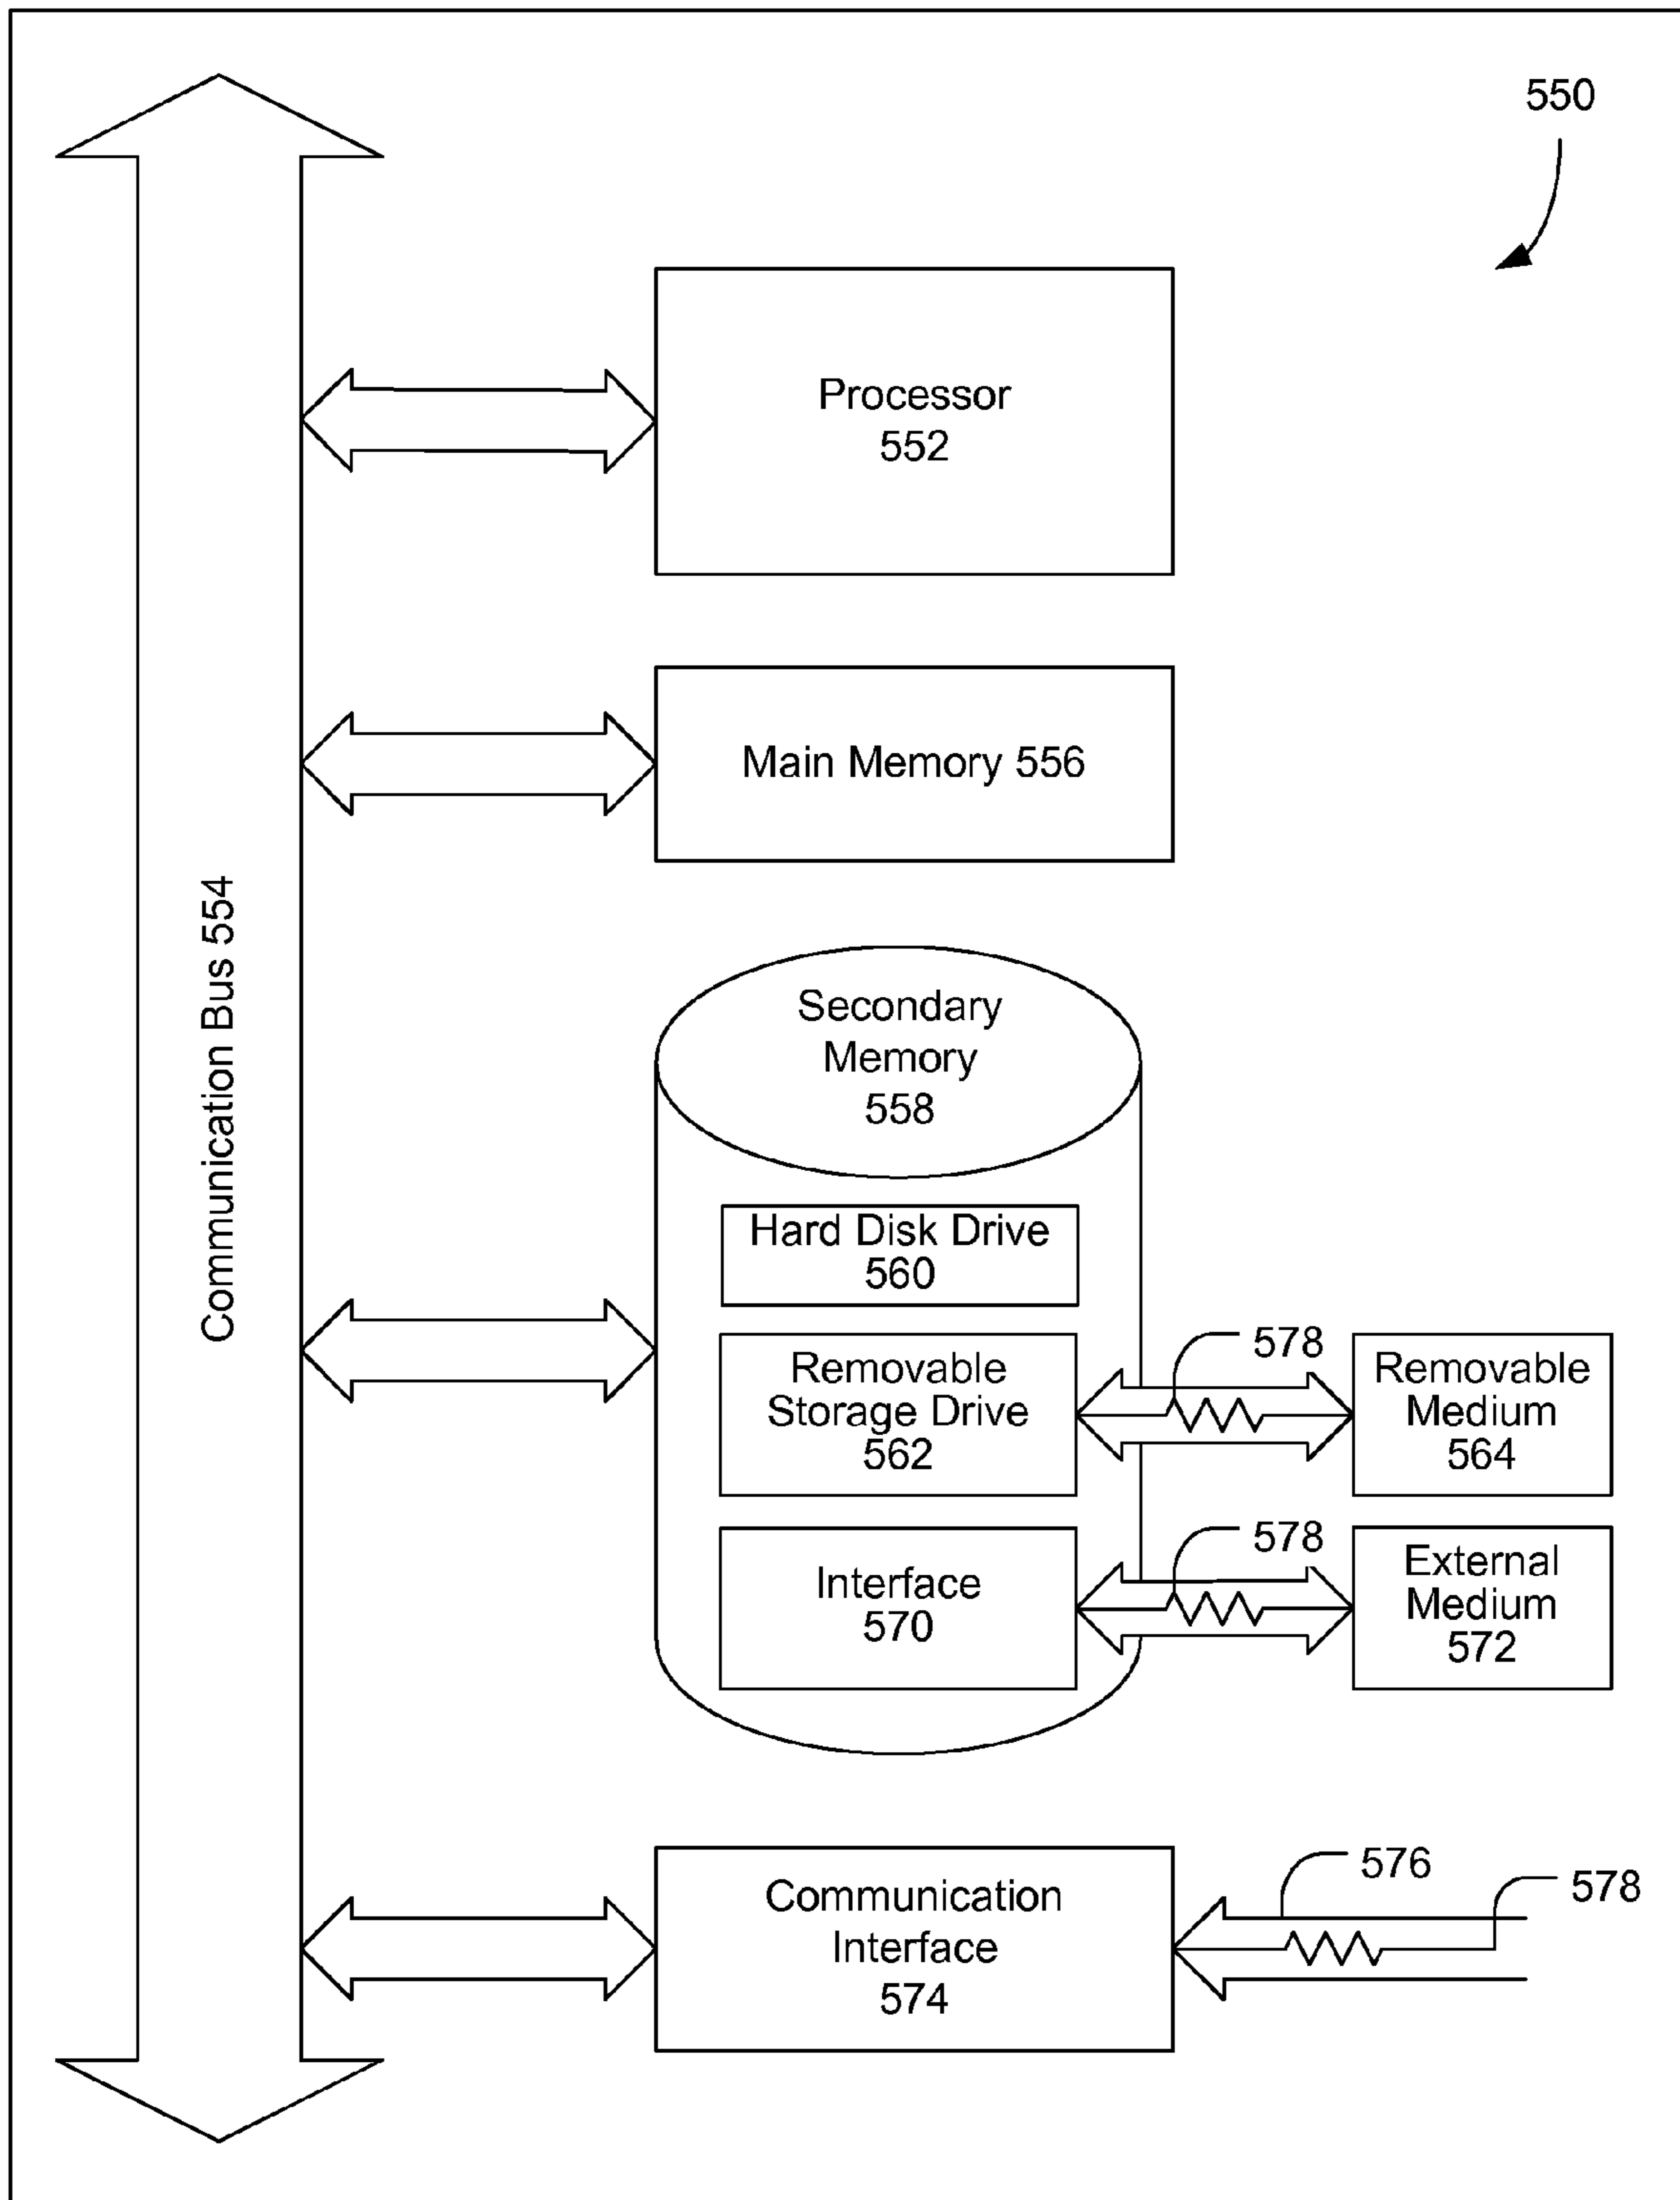 550
Processor
552
Main Memory 556
Communication Bus 554
Secondary
Memory
558
Hard Disk Drive
560
Removable
Storage Drive
562
578
Removable
Medium
564
Interface
570
578
External
Medium
572
Communication
Interface
574
576
578